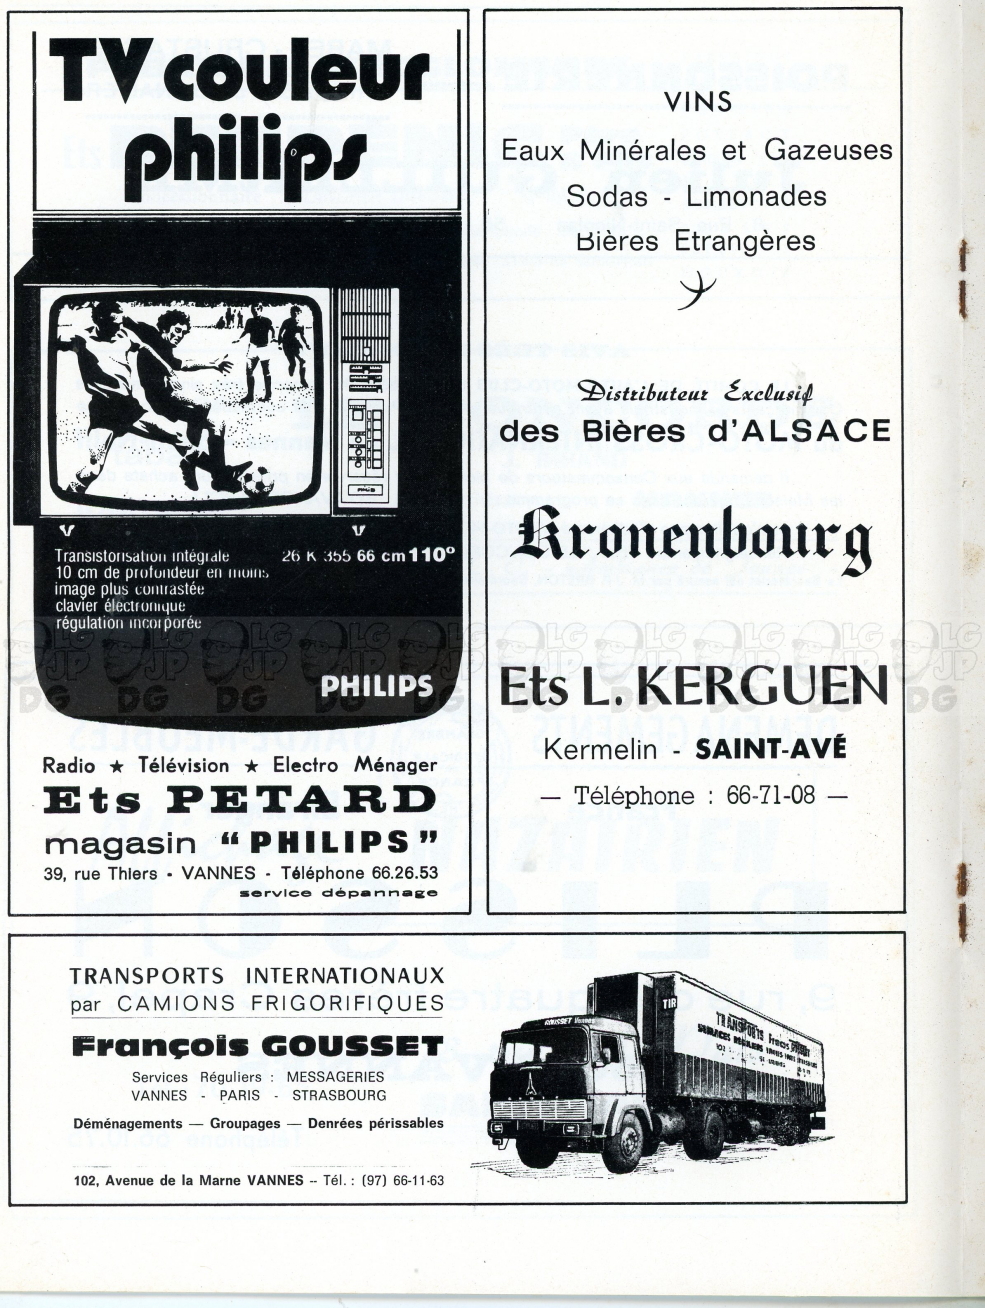 TV couleur
philips
Transistorisation intégrale
10 cm de profondeur en moins
image plus contrastée
clavier électronique
régulation incorporée
26 K 355 66 cm 110°
PHILIPS
Radio ★ Télévision ★ Electro Ménager
Ets PETARD
magasin “PHILIPS”
39, rue Thiers - VANNES - Téléphone 66.26.53
service dépannage
VINS
Eaux Minérales et Gazeuses
Sodas - Limonades
Bières Etrangères
Distributeur Exclusif
des Bières d'ALSACE
Kronenbourg
Ets L. KERGUEN
Kermelin - SAINT-AVÉ
— Téléphone : 66-71-08 —
LG JP DG
TRANSPORTS INTERNATIONAUX
par CAMIONS FRIGORIFIQUES
François GOUSSET
Services Réguliers : MESSAGERIES
VANNES - PARIS - STRASBOURG
Déménagements — Groupages — Denrées périssables
102, Avenue de la Marne VANNES -- Tél. : (97) 66-11-63
TIR
GOUSSET Vannes
TRANSPORTS François GOUSSET